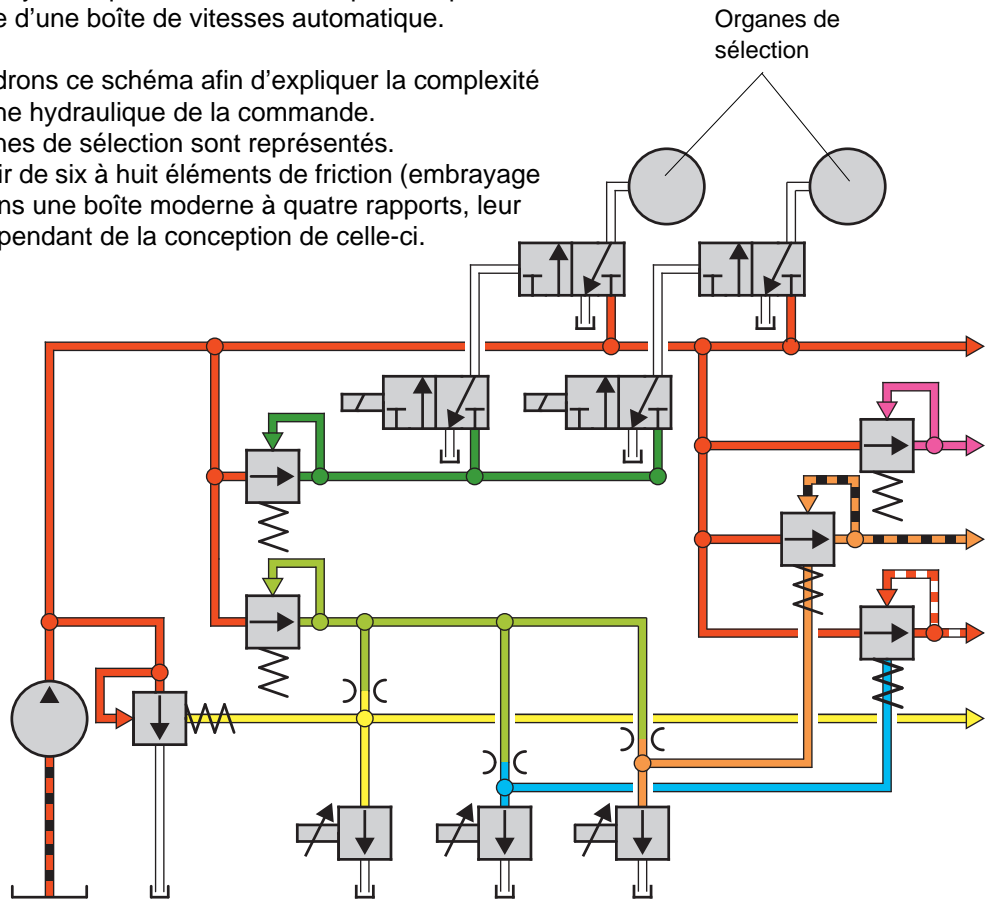 e d’une boîte de vitesses automatique.
drons ce schéma afin d’expliquer la complexité
ne hydraulique de la commande.
nes de sélection sont représentés.
ir de six à huit éléments de friction (embrayage
ns une boîte moderne à quatre rapports, leur
pendant de la conception de celle-ci.
Organes de
sélection